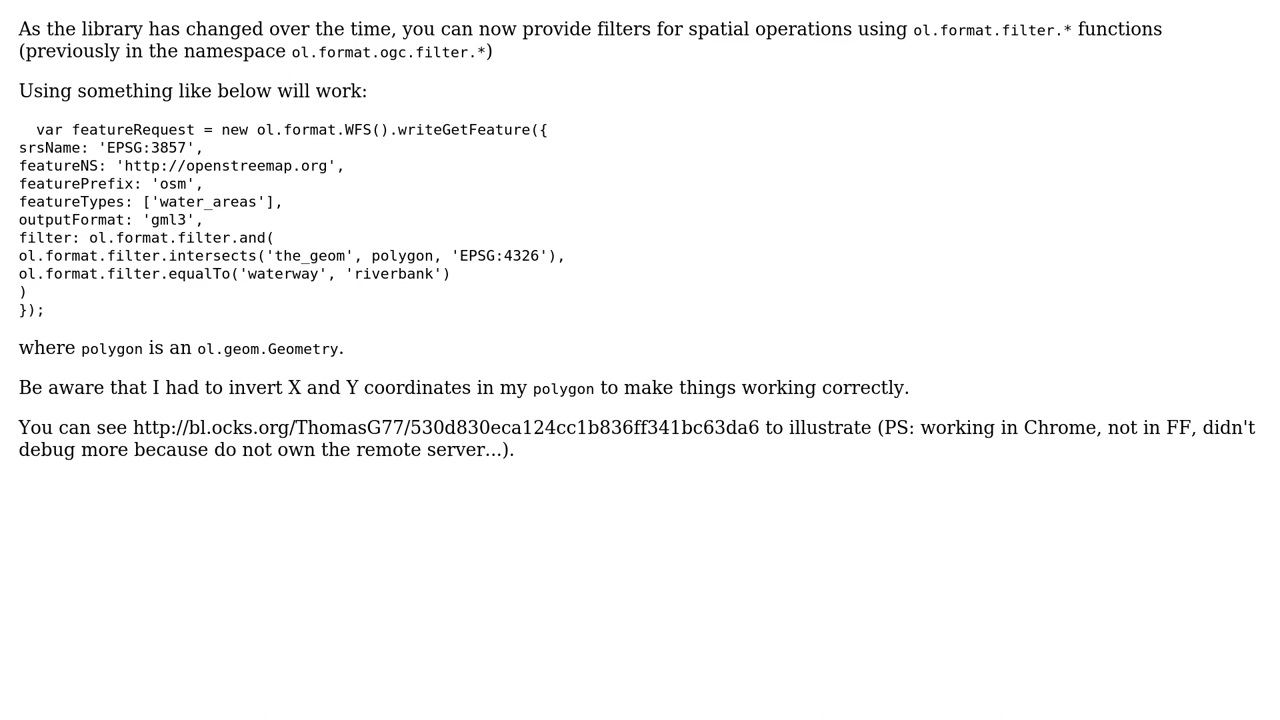 As the library has changed over the time, you can now provide filters for spatial operations using ol.format.filter.* functions
(previously in the namespace ol.format.ogc.filter.*)
Using something like below will work:
  var featureRequest = new ol.format.WFS().writeGetFeature({
srsName: 'EPSG:3857',
featureNS: 'http://openstreemap.org',
featurePrefix: 'osm',
featureTypes: ['water_areas'],
outputFormat: 'gml3',
filter: ol.format.filter.and(
ol.format.filter.intersects('the_geom', polygon, 'EPSG:4326'),
ol.format.filter.equalTo('waterway', 'riverbank')
)
});
where polygon is an ol.geom.Geometry.
Be aware that I had to invert X and Y coordinates in my polygon to make things working correctly.
You can see http://bl.ocks.org/ThomasG77/530d830eca124cc1b836ff341bc63da6 to illustrate (PS: working in Chrome, not in FF, didn't
debug more because do not own the remote server...).